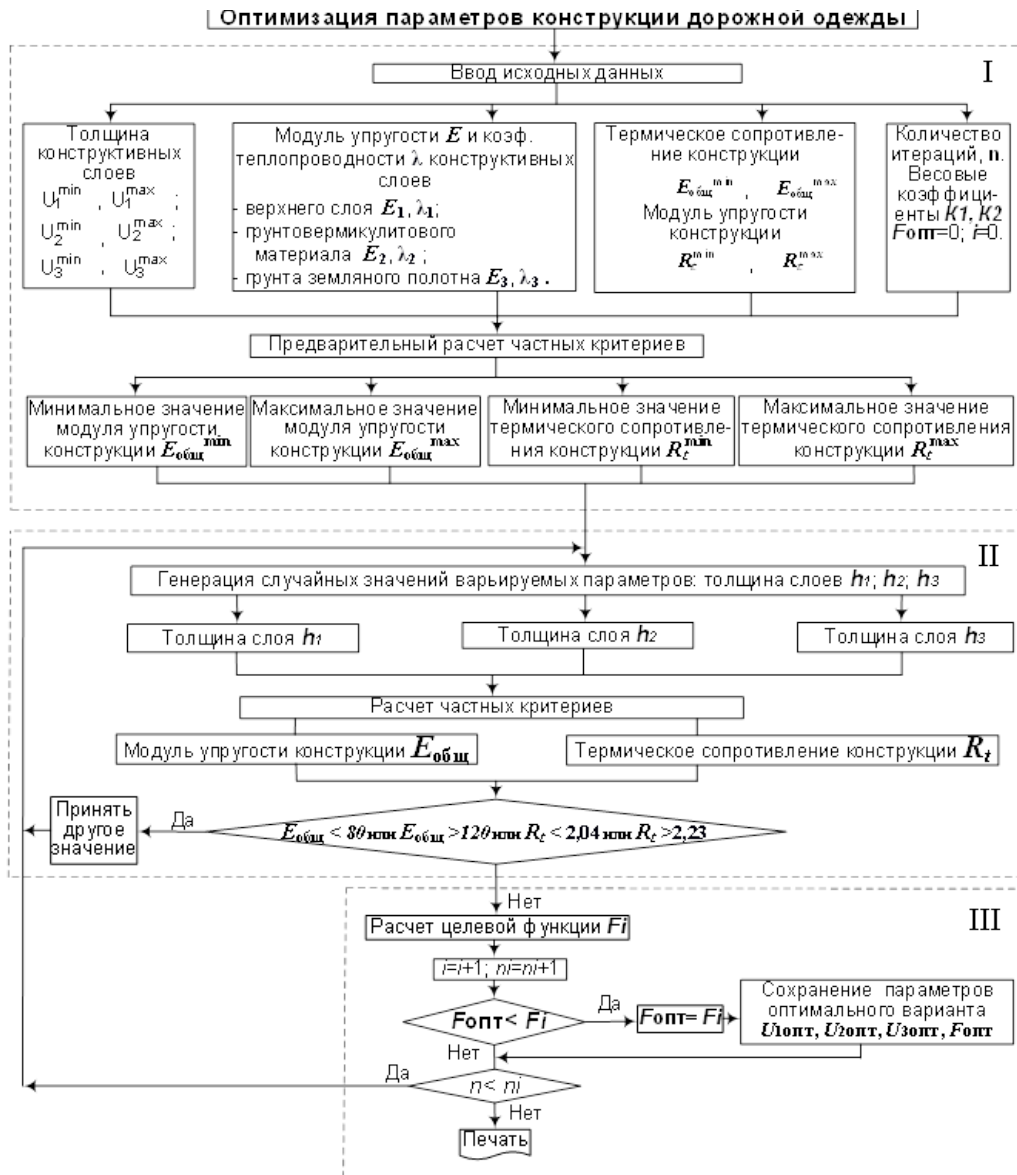 Оптимизация параметров конструкции дорожной одежды
I
Ввод исходных данных
Толщина
конструктивных
слоев
U₁min , U₁max ;
U₂min , U₂max ;
U₃min , U₃max
Модуль упругости E и коэф.
теплопроводности λ конструктивных
слоев
- верхнего слоя E₁, λ₁;
- грунтовермикулитового
материала E₂, λ₂ ;
- грунта земляного полотна E₃, λ₃ .
Термическое сопротивле-
ние конструкции
Eобщmin , Eобщmax
Модуль упругости
конструкции
Rtmin , Rtmax
Количество
итераций, n.
Весовые
коэффици-
енты К1, К2
Fопт=0; i=0.
Предварительный расчет частных критериев
Минимальное значение
модуля упругости
конструкции Eобщmin
Максимальное значение
модуля упругости
конструкции Eобщmax
Минимальное значение
термического сопротивле-
ния конструкции Rtmin
Максимальное значение
термического сопротивления
конструкции Rtmax
II
Генерация случайных значений варьируемых параметров: толщина слоев h1; h2; h3
Толщина слоя h1
Толщина слоя h2
Толщина слоя h3
Расчет частных критериев
Модуль упругости конструкции Eобщ
Термическое сопротивление конструкции Rt
Принять
другое
значение
Да
Eобщ < 80 или Eобщ >120 или Rt < 2,04 или Rt >2,23
Нет
III
Расчет целевой функции Fi
i=i+1; ni=ni+1
Fопт< Fi
Да
Fопт= Fi
Сохранение параметров
оптимального варианта
U1опт, U2опт, U3опт, Fопт
Нет
Да
n< ni
Нет
Печать